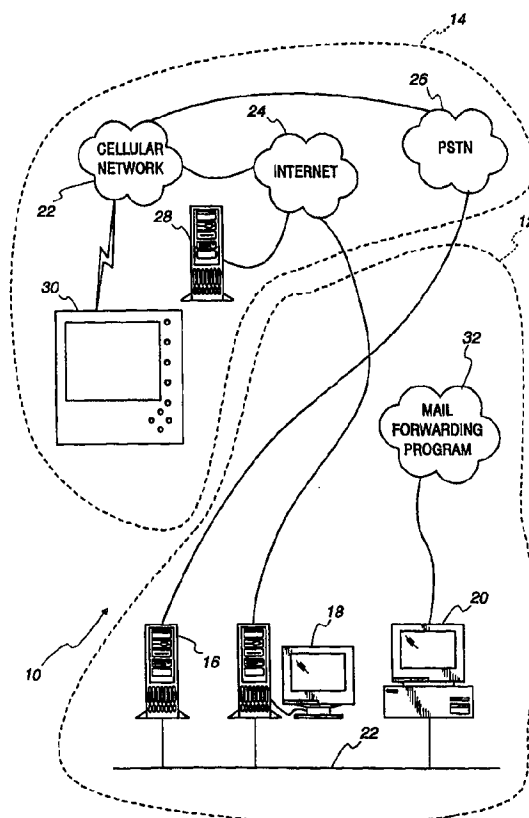 14
26
24
CELLULAR
NETWORK
INTERNET
PSTN
22
28
12
30
32
MAIL
FORWARDING
PROGRAM
18
20
16
10
22